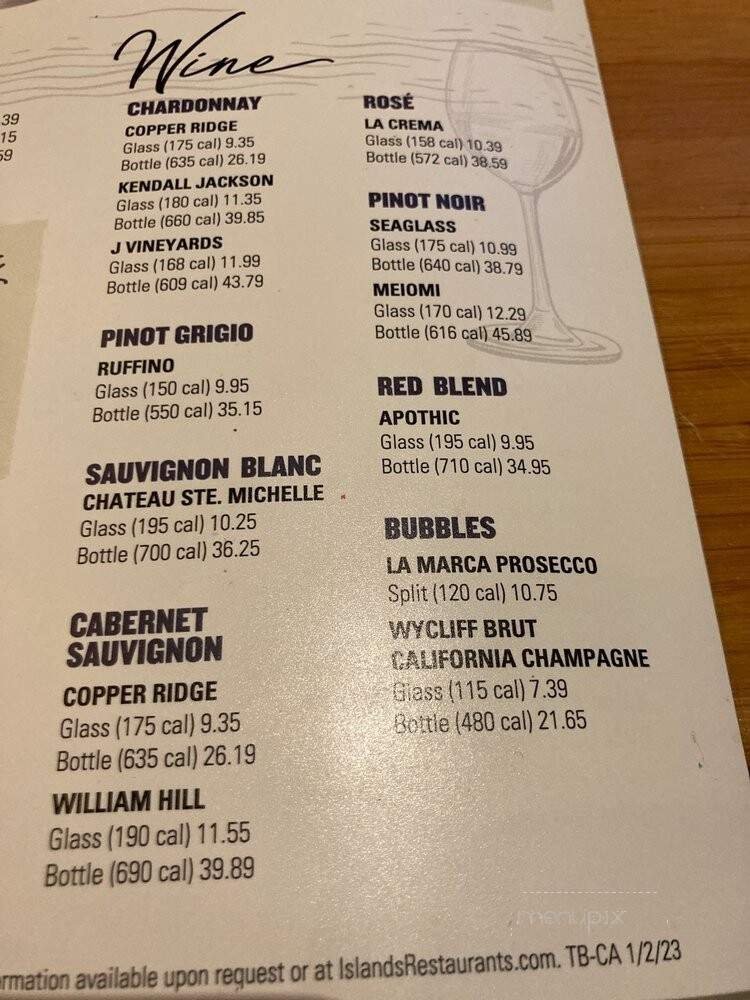 Wine
39
15
59
CHARDONNAY
COPPER RIDGE
Glass (175 cal) 9.35
Bottle (635 cal) 26.19
KENDALL JACKSON
Glass (180 cal) 11.35
Bottle (660 cal) 39.85
J VINEYARDS
Glass (168 cal) 11.99
Bottle (609 cal) 43.79
PINOT GRIGIO
RUFFINO
Glass (150 cal) 9.95
Bottle (550 cal) 35.15
SAUVIGNON BLANC
CHATEAU STE. MICHELLE
Glass (195 cal) 10.25
Bottle (700 cal) 36.25
CABERNET
SAUVIGNON
COPPER RIDGE
Glass (175 cal) 9.35
Bottle (635 cal) 26.19
WILLIAM HILL
Glass (190 cal) 11.55
Bottle (690 cal) 39.89
ROSÉ
LA CREMA
Glass (158 cal) 10.39
Bottle (572 cal) 38.59
PINOT NOIR
SEAGLASS
Glass (175 cal) 10.99
Bottle (640 cal) 38.79
MEIOMI
Glass (170 cal) 12.29
Bottle (616 cal) 45.89
RED BLEND
APOTHIC
Glass (195 cal) 9.95
Bottle (710 cal) 34.95
BUBBLES
LA MARCA PROSECCO
Split (120 cal) 10.75
WYCLIFF BRUT
CALIFORNIA CHAMPAGNE
Glass (115 cal) 7.39
Bottle (480 cal) 21.65
menupix
rmation available upon request or at IslandsRestaurants.com. TB-CA 1/2/23